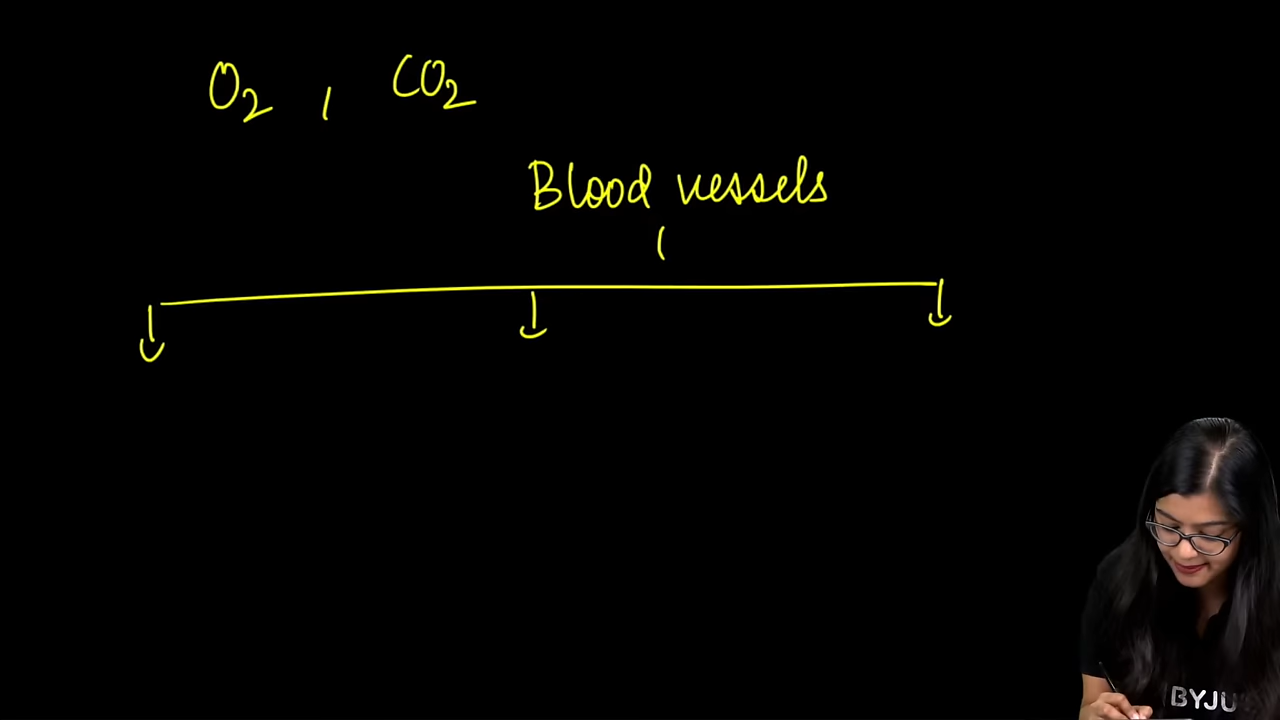 O₂ , CO₂
Blood vessels
BYJU